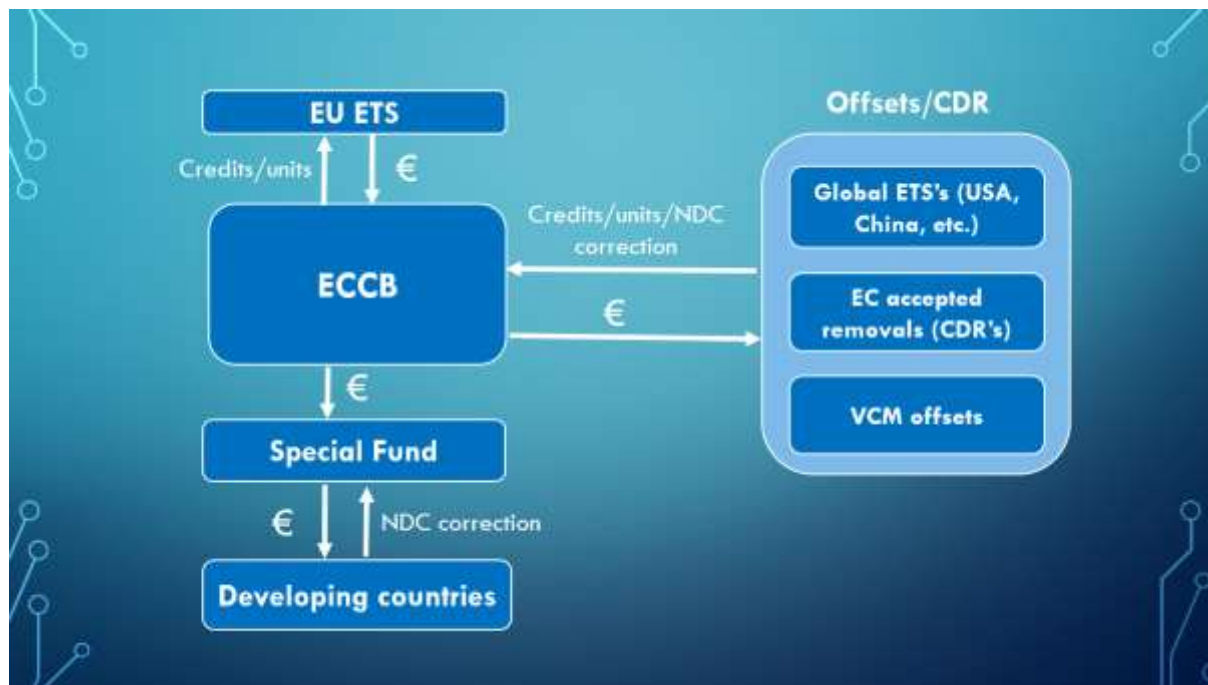 EU ETS
Offsets/CDR
Credits/units
€
Global ETS's (USA,
China, etc.)
Credits/units/NDC
correction
ECCB
€
EC accepted
removals (CDR's)
€
VCM offsets
Special Fund
€
NDC correction
Developing countries